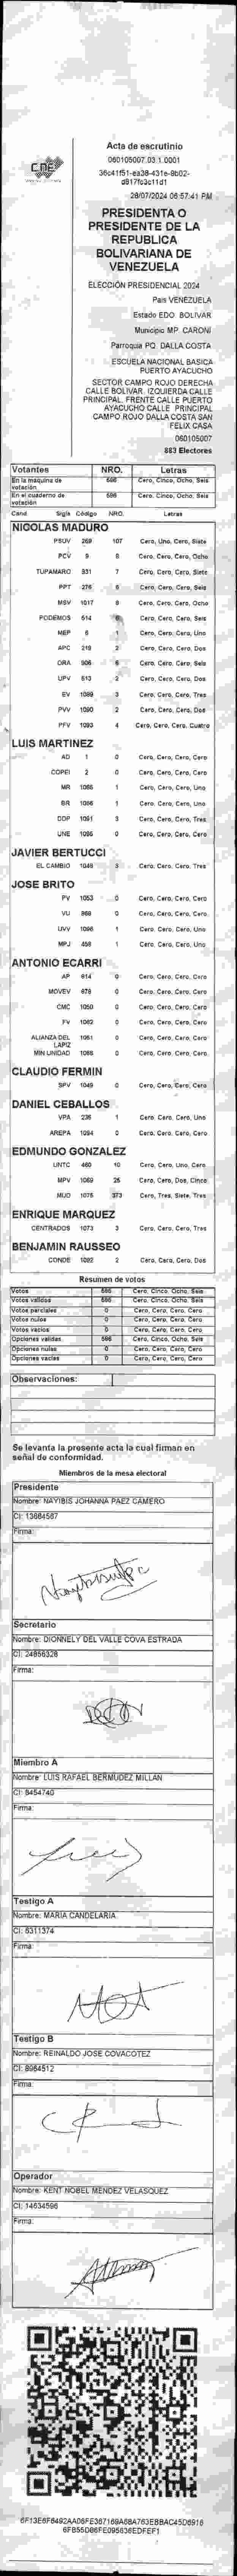 Acta de escrutinio
060105007.03.1.0001
36c41f51-ea38-431e-8b02-
d817fc3c11d1
28/07/2024 06:57:41 PM
CNE
PRESIDENTA O
PRESIDENTE DE LA
REPUBLICA
BOLIVARIANA DE
VENEZUELA
ELECCIÓN PRESIDENCIAL 2024
País VENEZUELA
Estado EDO. BOLIVAR
Municipio MP. CARONI
Parroquia PQ. DALLA COSTA
ESCUELA NACIONAL BASICA
PUERTO AYACUCHO
SECTOR CAMPO ROJO DERECHA
CALLE BOLIVAR. IZQUIERDA CALLE
PRINCIPAL. FRENTE CALLE PUERTO
AYACUCHO CALLE PRINCIPAL
CAMPO ROJO DALLA COSTA SAN
FELIX CASA
060105007
883 Electores
Votantes NRO. Letras
En la máquina de votación 586 Cero, Cinco, Ocho, Seis
En el cuaderno de votación 586 Cero, Cinco, Ocho, Seis
Cand Sigla Código NRO. Letras
NICOLAS MADURO
PSUV 269 107 Cero, Uno, Cero, Siete
PCV 9 8 Cero, Cero, Cero, Ocho
TUPAMARO 331 7 Cero, Cero, Cero, Siete
PPT 276 6 Cero, Cero, Cero, Seis
MSV 1017 8 Cero, Cero, Cero, Ocho
PODEMOS 514 6 Cero, Cero, Cero, Seis
MEP 6 1 Cero, Cero, Cero, Uno
APC 219 2 Cero, Cero, Cero, Dos
ORA 906 6 Cero, Cero, Cero, Seis
UPV 613 2 Cero, Cero, Cero, Dos
EV 1089 3 Cero, Cero, Cero, Tres
PVV 1090 2 Cero, Cero, Cero, Dos
PFV 1093 4 Cero, Cero, Cero, Cuatro
LUIS MARTINEZ
AD 1 0 Cero, Cero, Cero, Cero
COPEI 2 0 Cero, Cero, Cero, Cero
MR 1085 1 Cero, Cero, Cero, Uno
BR 1086 1 Cero, Cero, Cero, Uno
DDP 1091 3 Cero, Cero, Cero, Tres
UNE 1095 0 Cero, Cero, Cero, Cero
JAVIER BERTUCCI
EL CAMBIO 1048 3 Cero, Cero, Cero, Tres
JOSE BRITO
PV 1053 0 Cero, Cero, Cero, Cero
VU 968 0 Cero, Cero, Cero, Cero
UVV 1096 1 Cero, Cero, Cero, Uno
MPJ 458 1 Cero, Cero, Cero, Uno
ANTONIO ECARRI
AP 914 0 Cero, Cero, Cero, Cero
MOVEV 878 0 Cero, Cero, Cero, Cero
CMC 1050 0 Cero, Cero, Cero, Cero
FV 1082 0 Cero, Cero, Cero, Cero
ALIANZA DEL LAPIZ 1051 0 Cero, Cero, Cero, Cero
MIN UNIDAD 1088 0 Cero, Cero, Cero, Cero
CLAUDIO FERMIN
SPV 1049 0 Cero, Cero, Cero, Cero
DANIEL CEBALLOS
VPA 236 1 Cero, Cero, Cero, Uno
AREPA 1094 0 Cero, Cero, Cero, Cero
EDMUNDO GONZALEZ
UNTC 460 10 Cero, Cero, Uno, Cero
MPV 1069 25 Cero, Cero, Dos, Cinco
MUD 1075 373 Cero, Tres, Siete, Tres
ENRIQUE MARQUEZ
CENTRADOS 1073 3 Cero, Cero, Cero, Tres
BENJAMIN RAUSSEO
CONDE 1092 2 Cero, Cero, Cero, Dos
Resumen de votos
Votos 586 Cero, Cinco, Ocho, Seis
Votos validos 586 Cero, Cinco, Ocho, Seis
Votos parciales 0 Cero, Cero, Cero, Cero
Votos nulos 0 Cero, Cero, Cero, Cero
Votos vacíos 0 Cero, Cero, Cero, Cero
Opciones validas 586 Cero, Cinco, Ocho, Seis
Opciones nulas 0 Cero, Cero, Cero, Cero
Opciones vacías 0 Cero, Cero, Cero, Cero
Observaciones:
Se levanta la presente acta la cual firman en
señal de conformidad.
Miembros de la mesa electoral
Presidente
Nombre: NAYIBIS JOHANNA PAEZ CAMERO
CI: 13684587
Firma:
Secretario
Nombre: DIONNELY DEL VALLE COVA ESTRADA
CI: 24856328
Firma:
Miembro A
Nombre: LUIS RAFAEL BERMUDEZ MILLAN
CI: 8454740
Firma:
Testigo A
Nombre: MARIA CANDELARIA
CI: 6311374
Firma:
Testigo B
Nombre: REINALDO JOSE COVACOTEZ
CI: 8964512
Firma:
Operador
Nombre: KENT NOBEL MENDEZ VELASQUEZ
CI: 14634596
Firma:
6F13E6F6492AA06FE367169A68A763EBBAC45D6916
6FB55D06FE095636EDFEF1